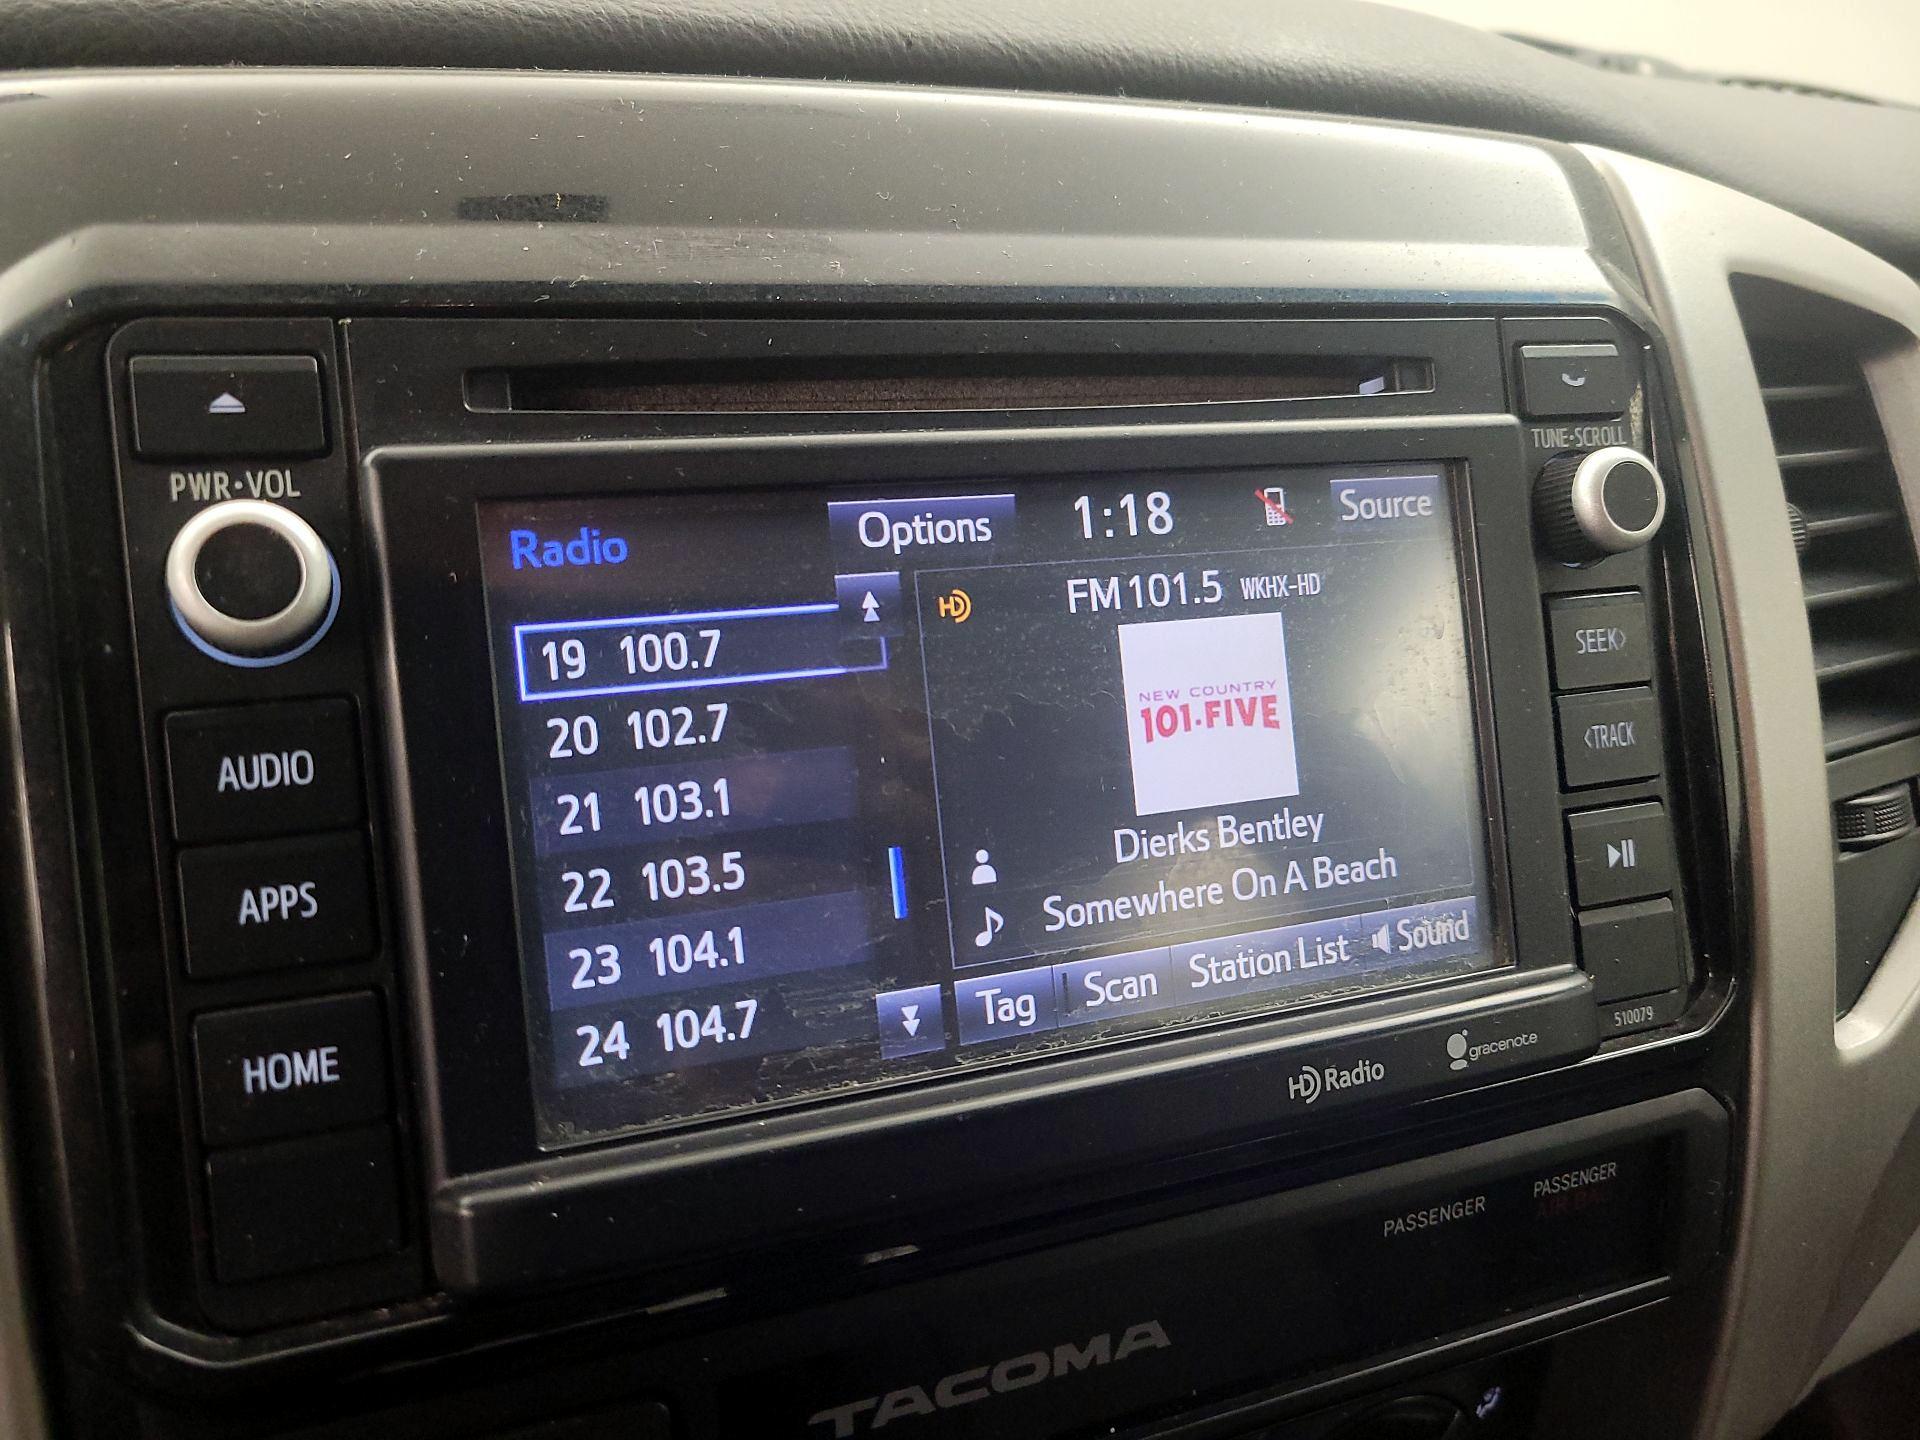 PWR·VOL
TUNE·SCROLL
Radio
Options
1:18
Source
19 100.7
20 102.7
21 103.1
22 103.5
23 104.1
24 104.7
HD
FM 101.5 WKHX-HD
NEW COUNTRY
101·FIVE
Dierks Bentley
Somewhere On A Beach
Tag
Scan
Station List
Sound
AUDIO
APPS
HOME
SEEK>
<TRACK
510079
HD Radio
gracenote
PASSENGER
PASSENGER
AIR BAG
TACOMA